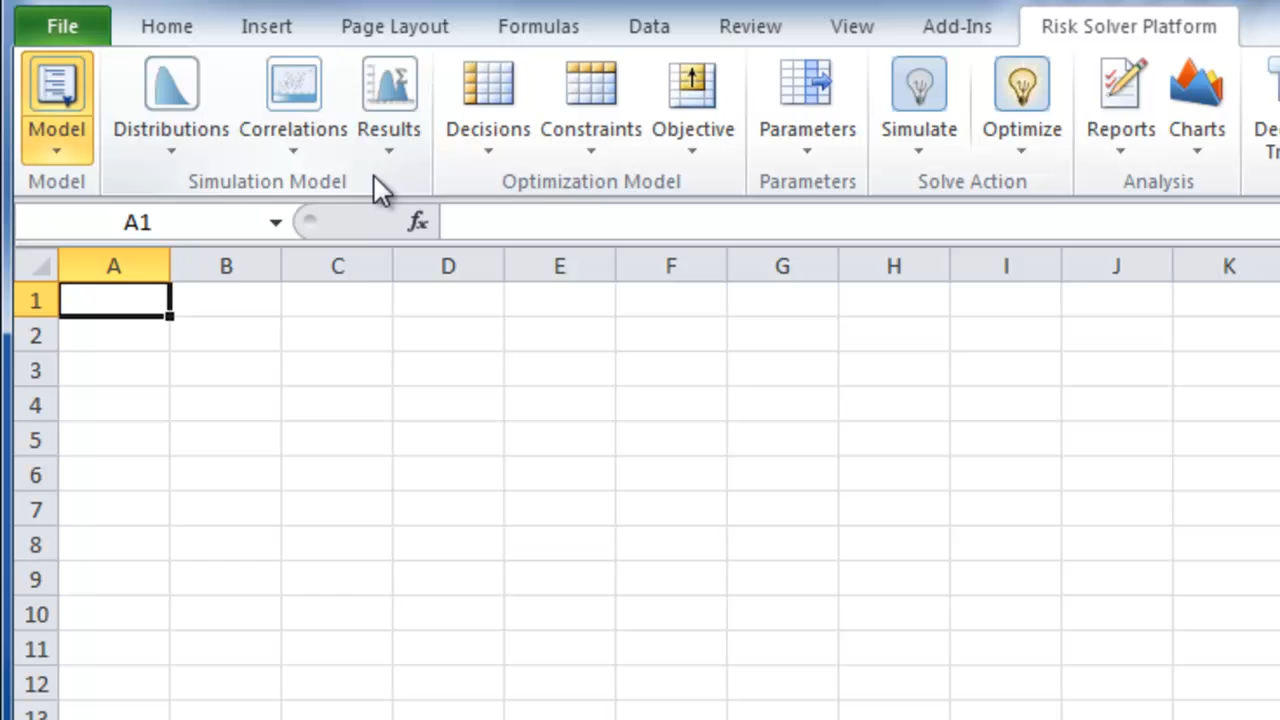 File Home Insert Page Layout Formulas Data Review View Add-Ins Risk Solver Platform
Model Distributions Correlations Results Decisions Constraints Objective Parameters Simulate Optimize Reports Charts
Model Simulation Model Optimization Model Parameters Solve Action Analysis
A1 fx
A B C D E F G H I J K
1
2
3
4
5
6
7
8
9
10
11
12
13